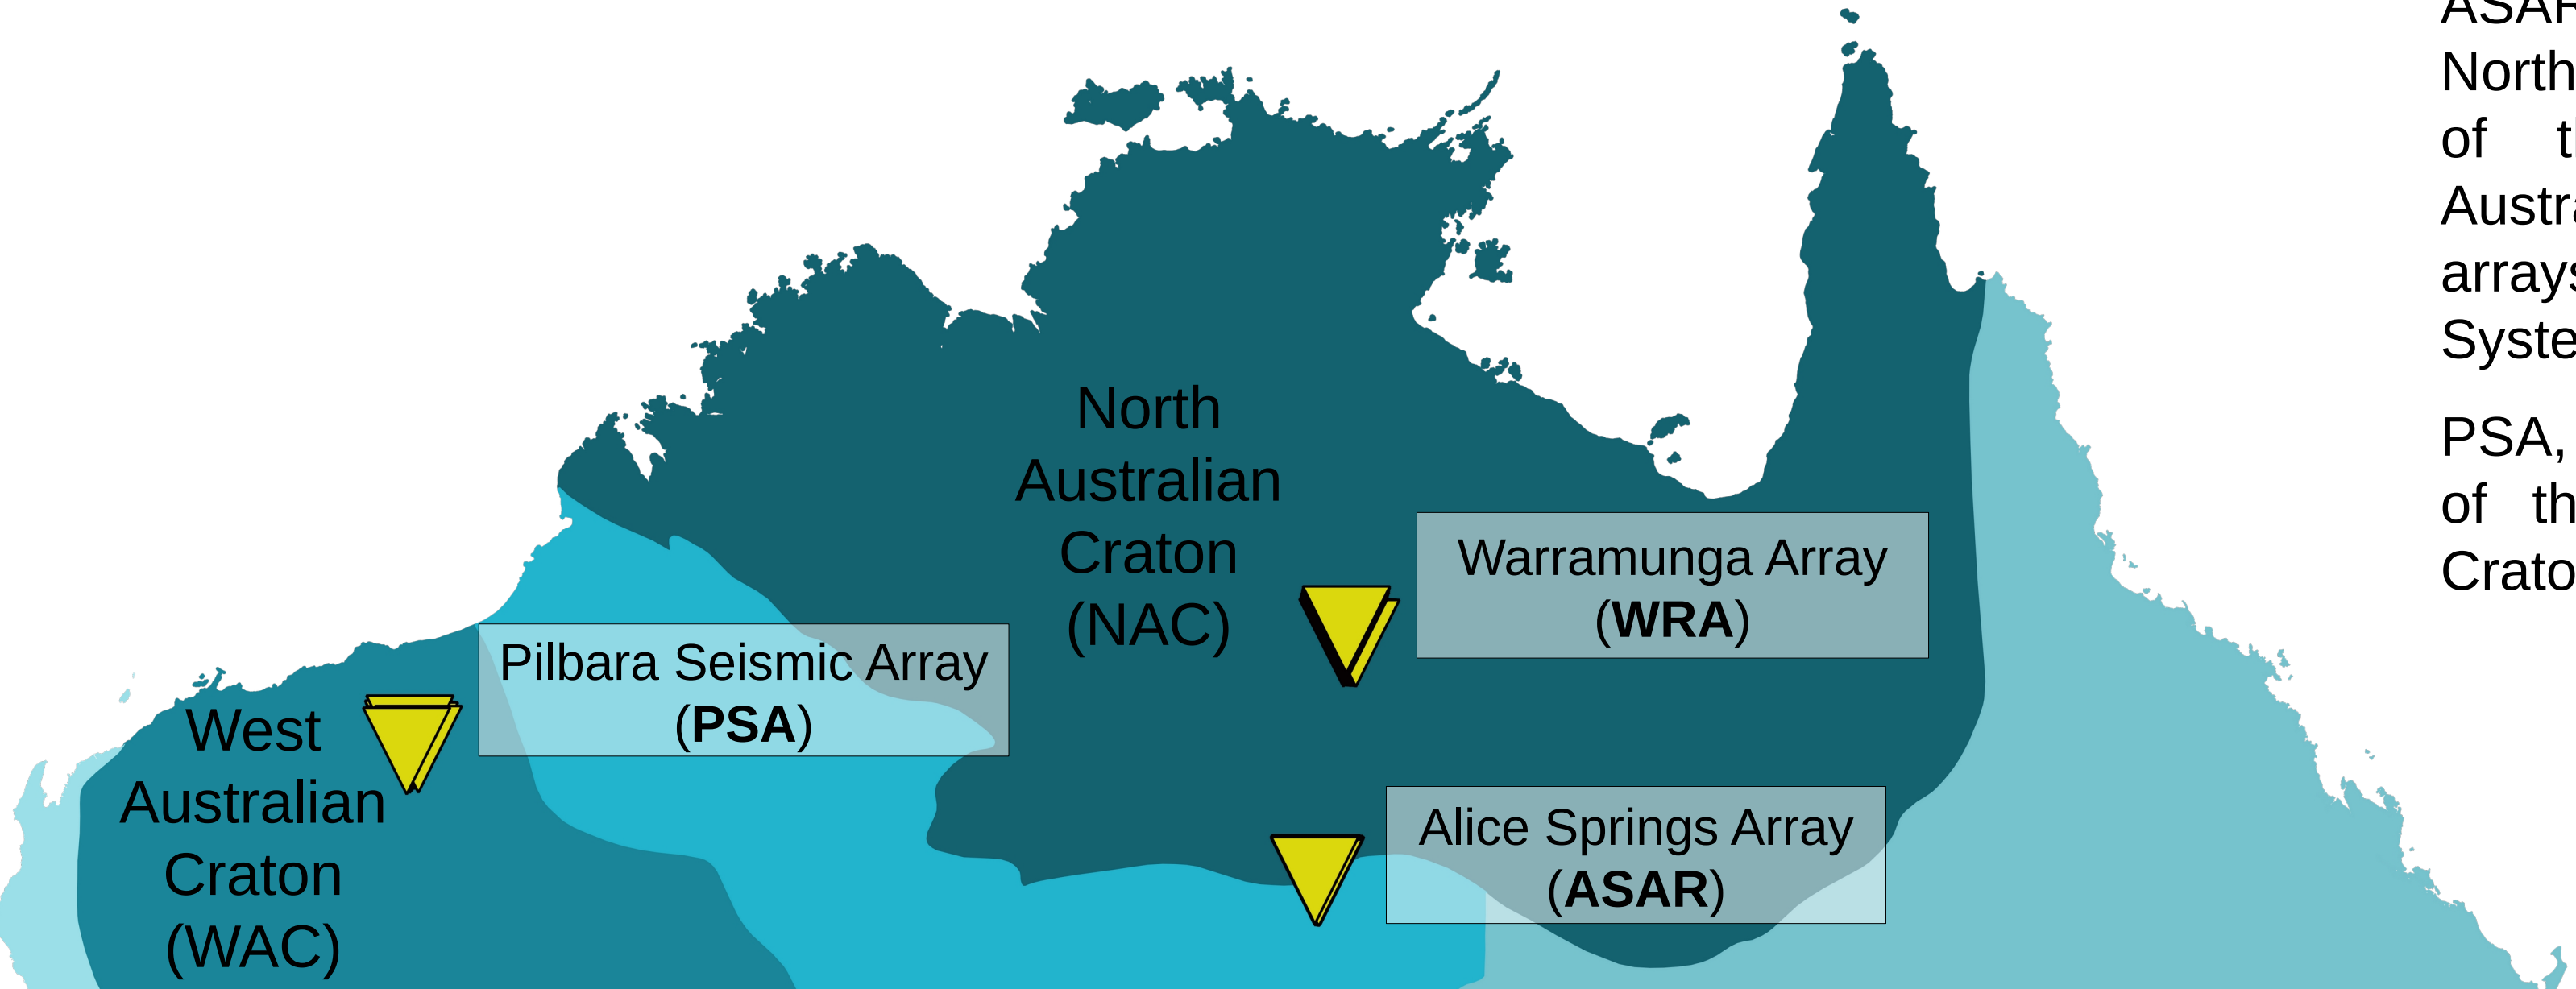 North
Australian
Craton
(NAC)
Warramunga Array
(WRA)
Pilbara Seismic Array
(PSA)
West
Australian
Craton
(WAC)
Alice Springs Array
(ASAR)
ASAR
North
of
Austra
arrays
Syste
PSA,
of th
Crato